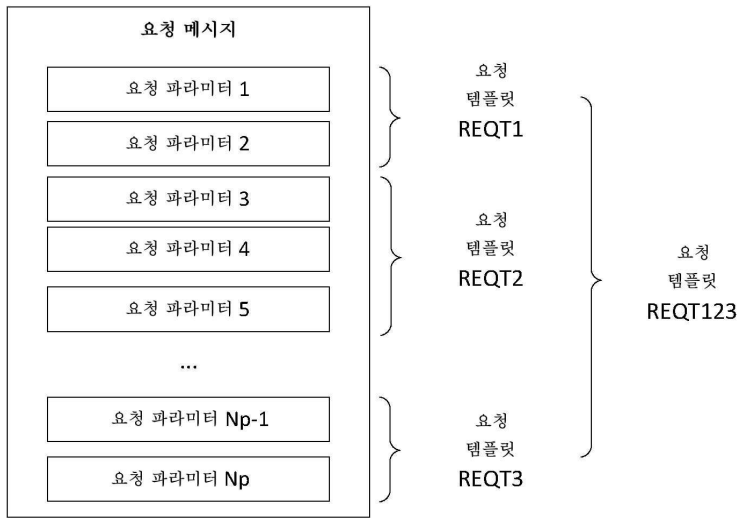 요청 메시지
요청 파라미터 1
요청 파라미터 2
요청 파라미터 3
요청 파라미터 4
요청 파라미터 5
...
요청 파라미터 Np-1
요청 파라미터 Np
요청
템플릿
REQT1
요청
템플릿
REQT2
요청
템플릿
REQT3
요청
템플릿
REQT123